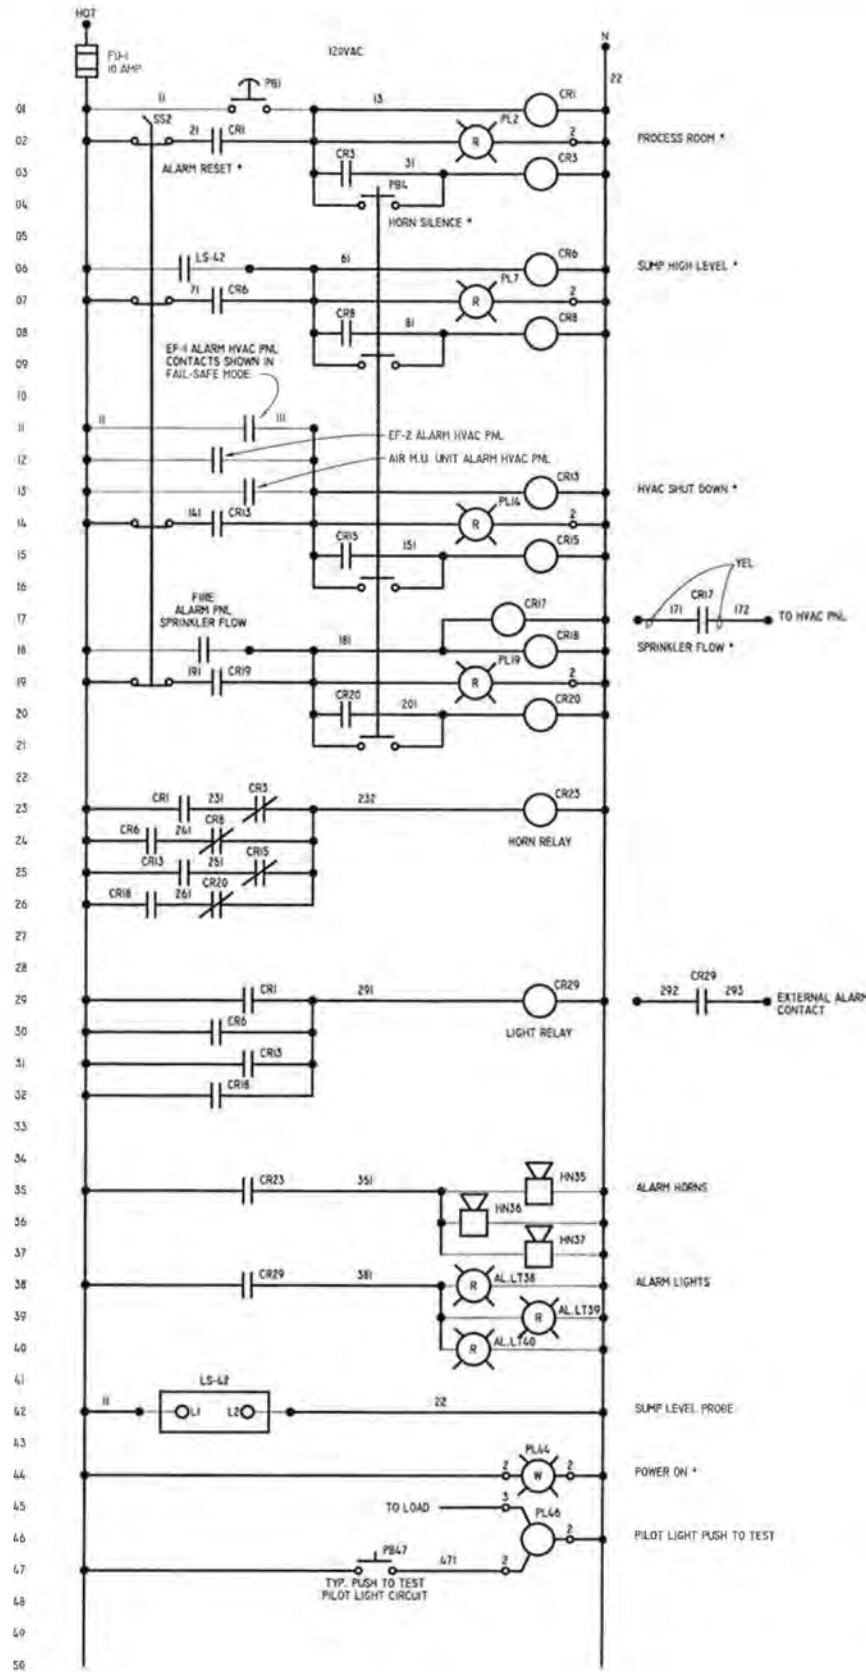 HOT
FU-1
10 AMP
120VAC
N
22
01
11
PB1
13
CR1
02
SS2
21
CR1
PL2
R
2
PROCESS ROOM *
ALARM RESET *
03
CR3
31
CR3
04
PB4
HORN SILENCE *
05
06
LS-42
61
CR6
SUMP HIGH LEVEL *
07
71
CR6
PL7
R
2
08
CR8
81
CR8
09
EF-1 ALARM HVAC PNL
CONTACTS SHOWN IN
FAIL-SAFE MODE
10
11
11
111
EF-2 ALARM HVAC PNL
12
AIR M.U. UNIT ALARM HVAC PNL
13
CR13
HVAC SHUT DOWN *
14
141
CR13
PL14
R
2
15
CR15
151
CR15
16
YEL
17
FIRE
ALARM PNL
SPRINKLER FLOW
CR17
171
CR17
172
TO HVAC PNL
18
181
CR18
SPRINKLER FLOW *
19
191
CR19
PL19
R
2
20
CR20
201
CR20
21
22
23
CR1
231
CR3
232
CR23
HORN RELAY
24
CR6
241
CR8
25
CR13
251
CR15
26
CR18
261
CR20
27
28
29
CR1
291
CR29
LIGHT RELAY
292
CR29
293
EXTERNAL ALARM
CONTACT
30
CR6
31
CR13
32
CR18
33
34
35
CR23
351
HN35
ALARM HORNS
36
HN36
37
HN37
38
CR29
381
R
AL.LT38
ALARM LIGHTS
39
R
AL.LT39
40
R
AL.LT40
41
LS-42
42
11
L1
L2
22
SUMP LEVEL PROBE
43
44
2
PL44
W
2
POWER ON *
45
TO LOAD
3
PL46
46
2
PILOT LIGHT PUSH TO TEST
47
PB47
471
2
TYP. PUSH TO TEST
PILOT LIGHT CIRCUIT
48
49
50